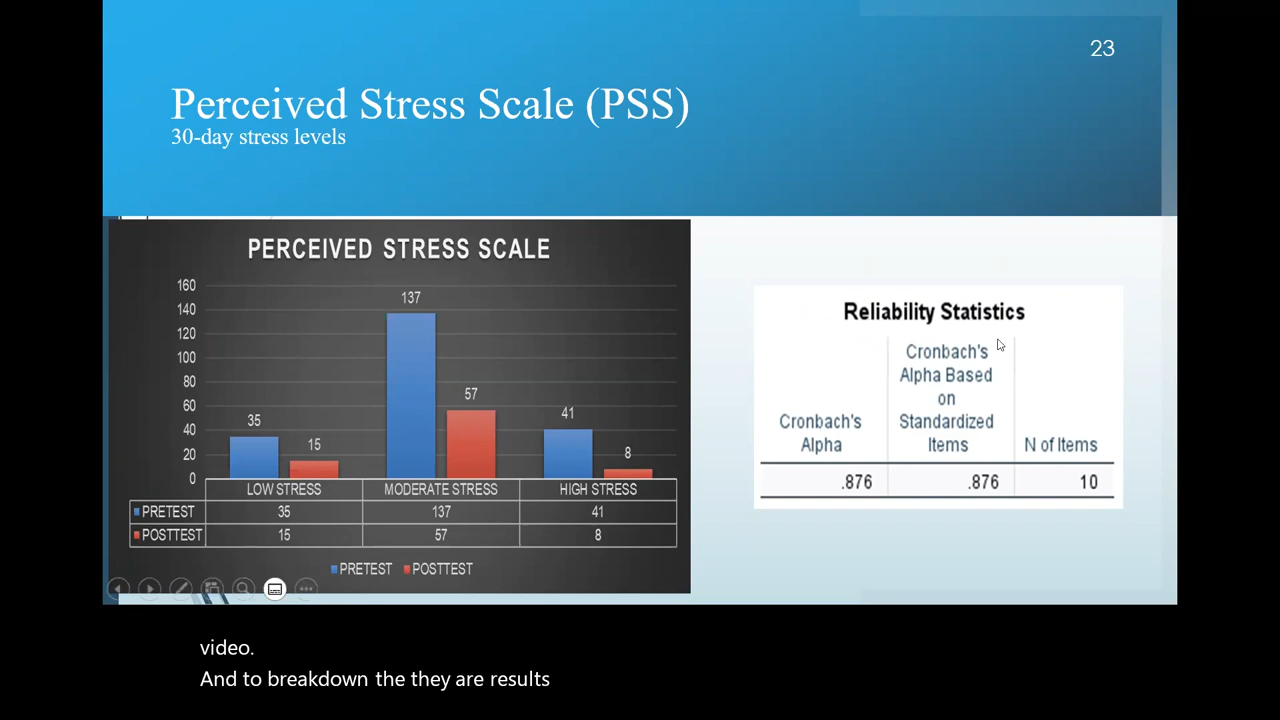 23
Perceived Stress Scale (PSS)
30-day stress levels
PERCEIVED STRESS SCALE
160
140
120
100
80
60
40
20
0
35
15
137
57
41
8
LOW STRESS MODERATE STRESS HIGH STRESS
PRETEST 35 137 41
POSTTEST 15 57 8
PRETEST POSTTEST
Reliability Statistics
Cronbach's
Alpha
Cronbach's
Alpha Based
on
Standardized
Items
N of Items
.876 .876 10
video.
And to breakdown the they are results